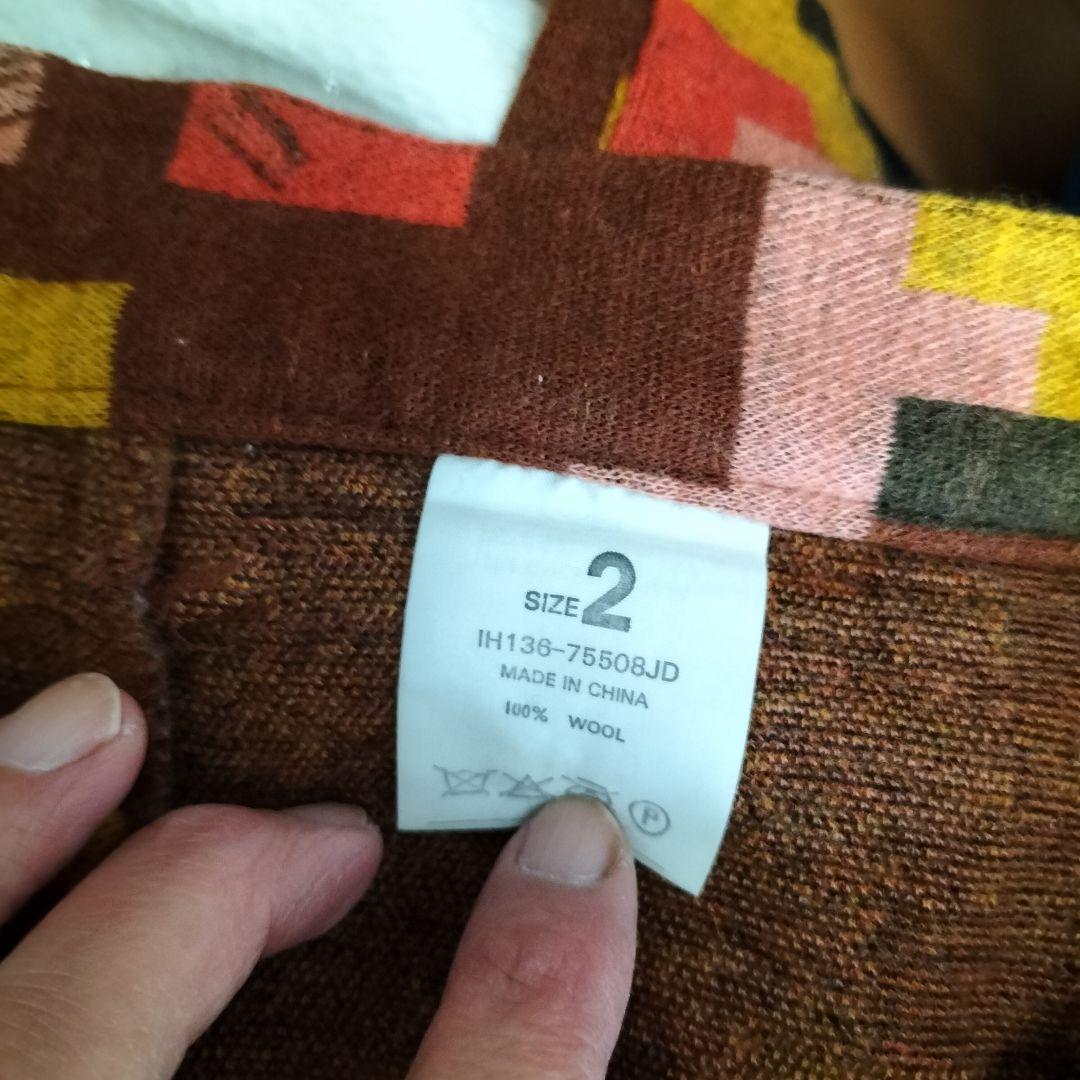 SIZE 2
IH136-75508JD
MADE IN CHINA
100% WOOL
P